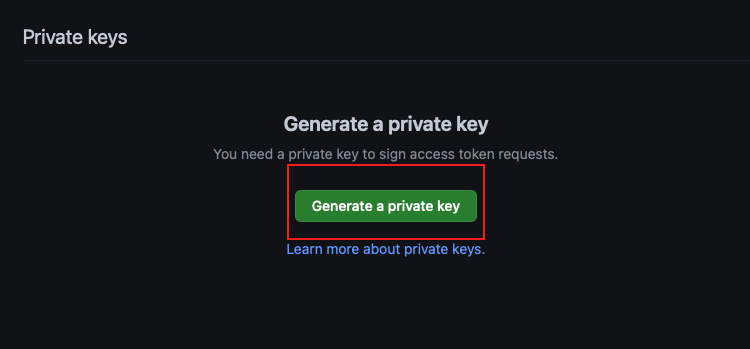 Private keys
Generate a private key
You need a private key to sign access token requests.
Generate a private key
Learn more about private keys.